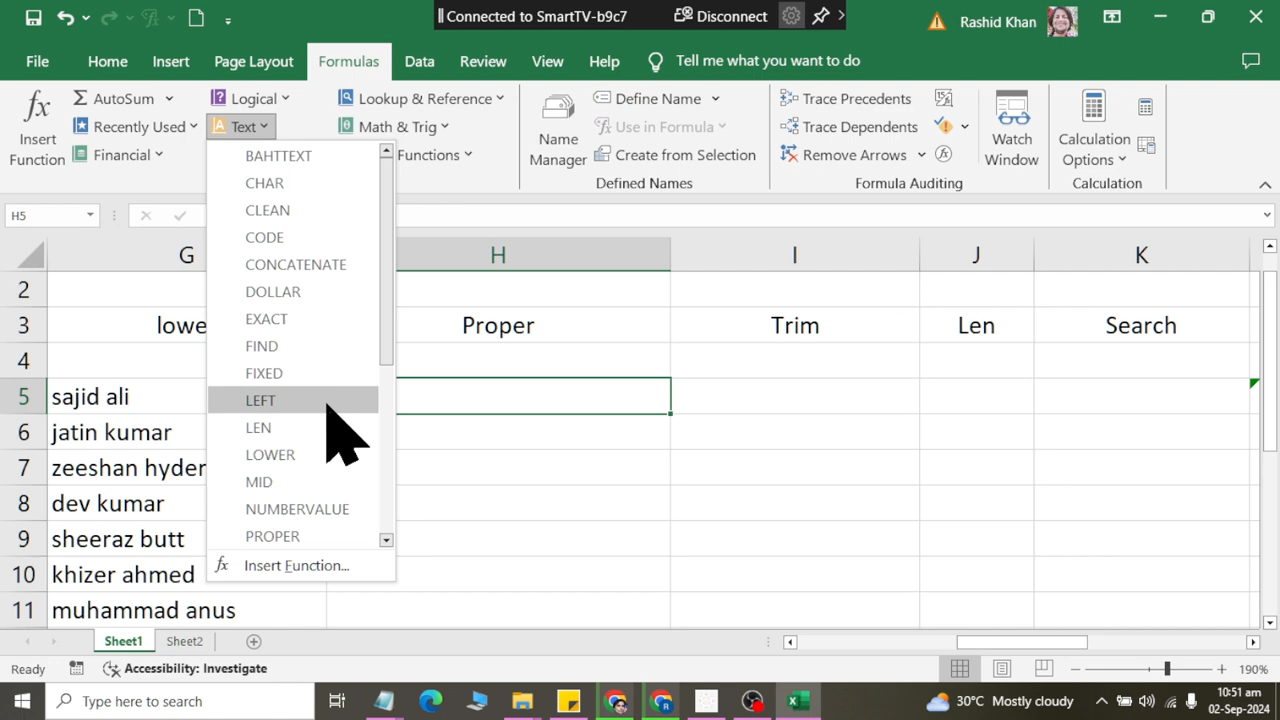 Connected to SmartTV-b9c7
Disconnect
Rashid Khan
File
Home
Insert
Page Layout
Formulas
Data
Review
View
Help
Tell me what you want to do
fx
Insert
Function
AutoSum
Recently Used
Financial
Logical
Text
Lookup & Reference
Math & Trig
Functions
Name
Manager
Define Name
Use in Formula
Create from Selection
Defined Names
Trace Precedents
Trace Dependents
Remove Arrows
Formula Auditing
Watch
Window
Calculation
Options
Calculation
H5
BAHTTEXT
CHAR
CLEAN
CODE
CONCATENATE
DOLLAR
EXACT
FIND
FIXED
LEFT
LEN
LOWER
MID
NUMBERVALUE
PROPER
fx Insert Function...
G H I J K
2
3 lowe Proper Trim Len Search
4
5 sajid ali
6 jatin kumar
7 zeeshan hyder
8 dev kumar
9 sheeraz butt
10 khizer ahmed
11 muhammad anus
Sheet1 Sheet2
Ready
Accessibility: Investigate
190%
Type here to search
30°C Mostly cloudy
10:51 am
02-Sep-2024